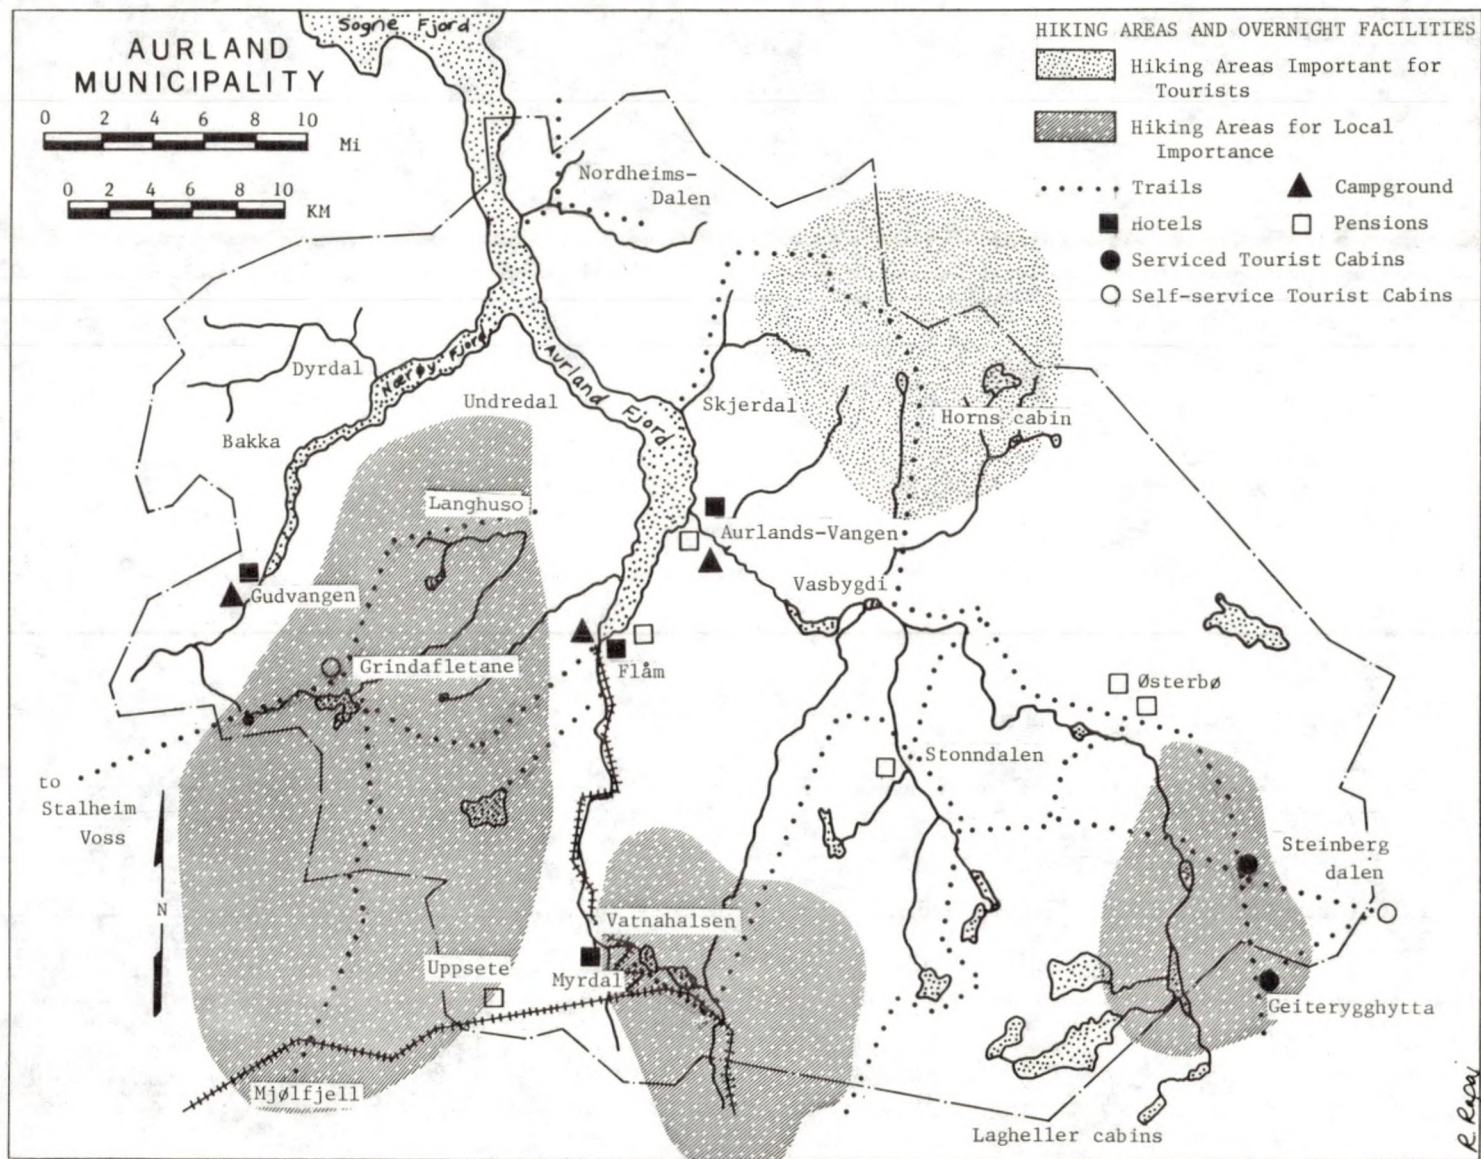 Sogne Fjord
AURLAND
MUNICIPALITY
0 2 4 6 8 10
Mi
0 2 4 6 8 10
KM
HIKING AREAS AND OVERNIGHT FACILITIES
Hiking Areas Important for
Tourists
Hiking Areas for Local
Importance
Trails
Campground
Hotels
Pensions
Serviced Tourist Cabins
Self-service Tourist Cabins
Nordheims-
Dalen
Dyrdal
Nærøy Fjord
Aurland Fjord
Undredal
Skjerdal
Horns cabin
Bakka
Langhuso
Aurlands-Vangen
Vasbygdi
Gudvangen
Grindafletane
Flåm
Østerbø
Stonndalen
to
Stalheim
Voss
Steinberg
dalen
N
Vatnahalsen
Uppsete
Myrdal
Geiterygghytta
Mjølfjell
Lagheller cabins